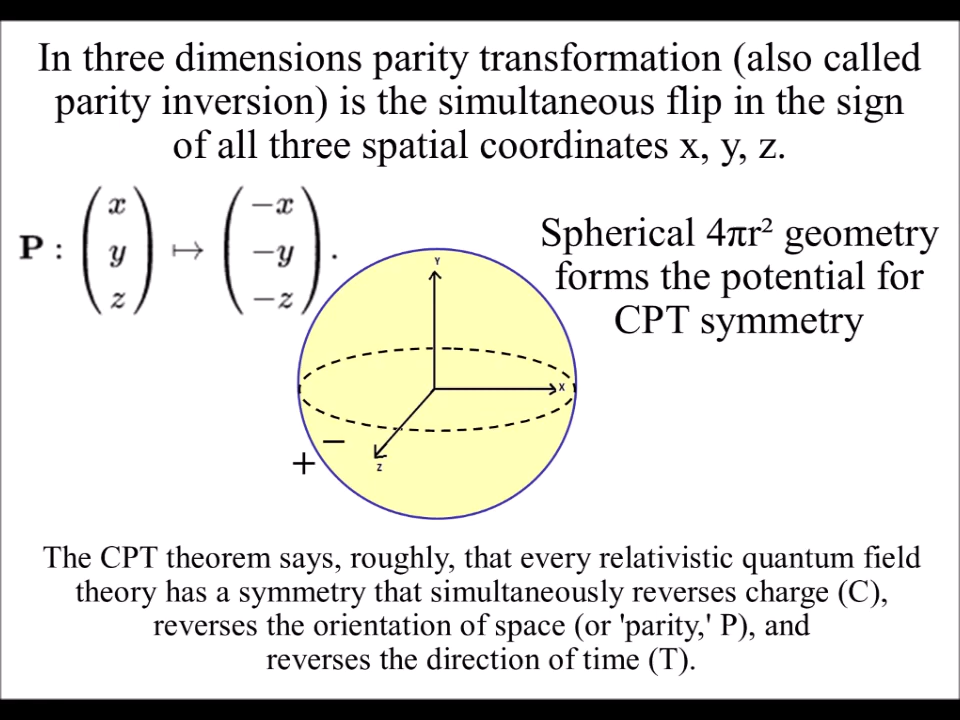 In three dimensions parity transformation (also called
parity inversion) is the simultaneous flip in the sign
of all three spatial coordinates x, y, z.
P : (x y z) ↦ (−x −y −z).
Spherical 4πr² geometry
forms the potential for
CPT symmetry
Y
X
Z
−
+
The CPT theorem says, roughly, that every relativistic quantum field
theory has a symmetry that simultaneously reverses charge (C),
reverses the orientation of space (or 'parity,' P), and
reverses the direction of time (T).